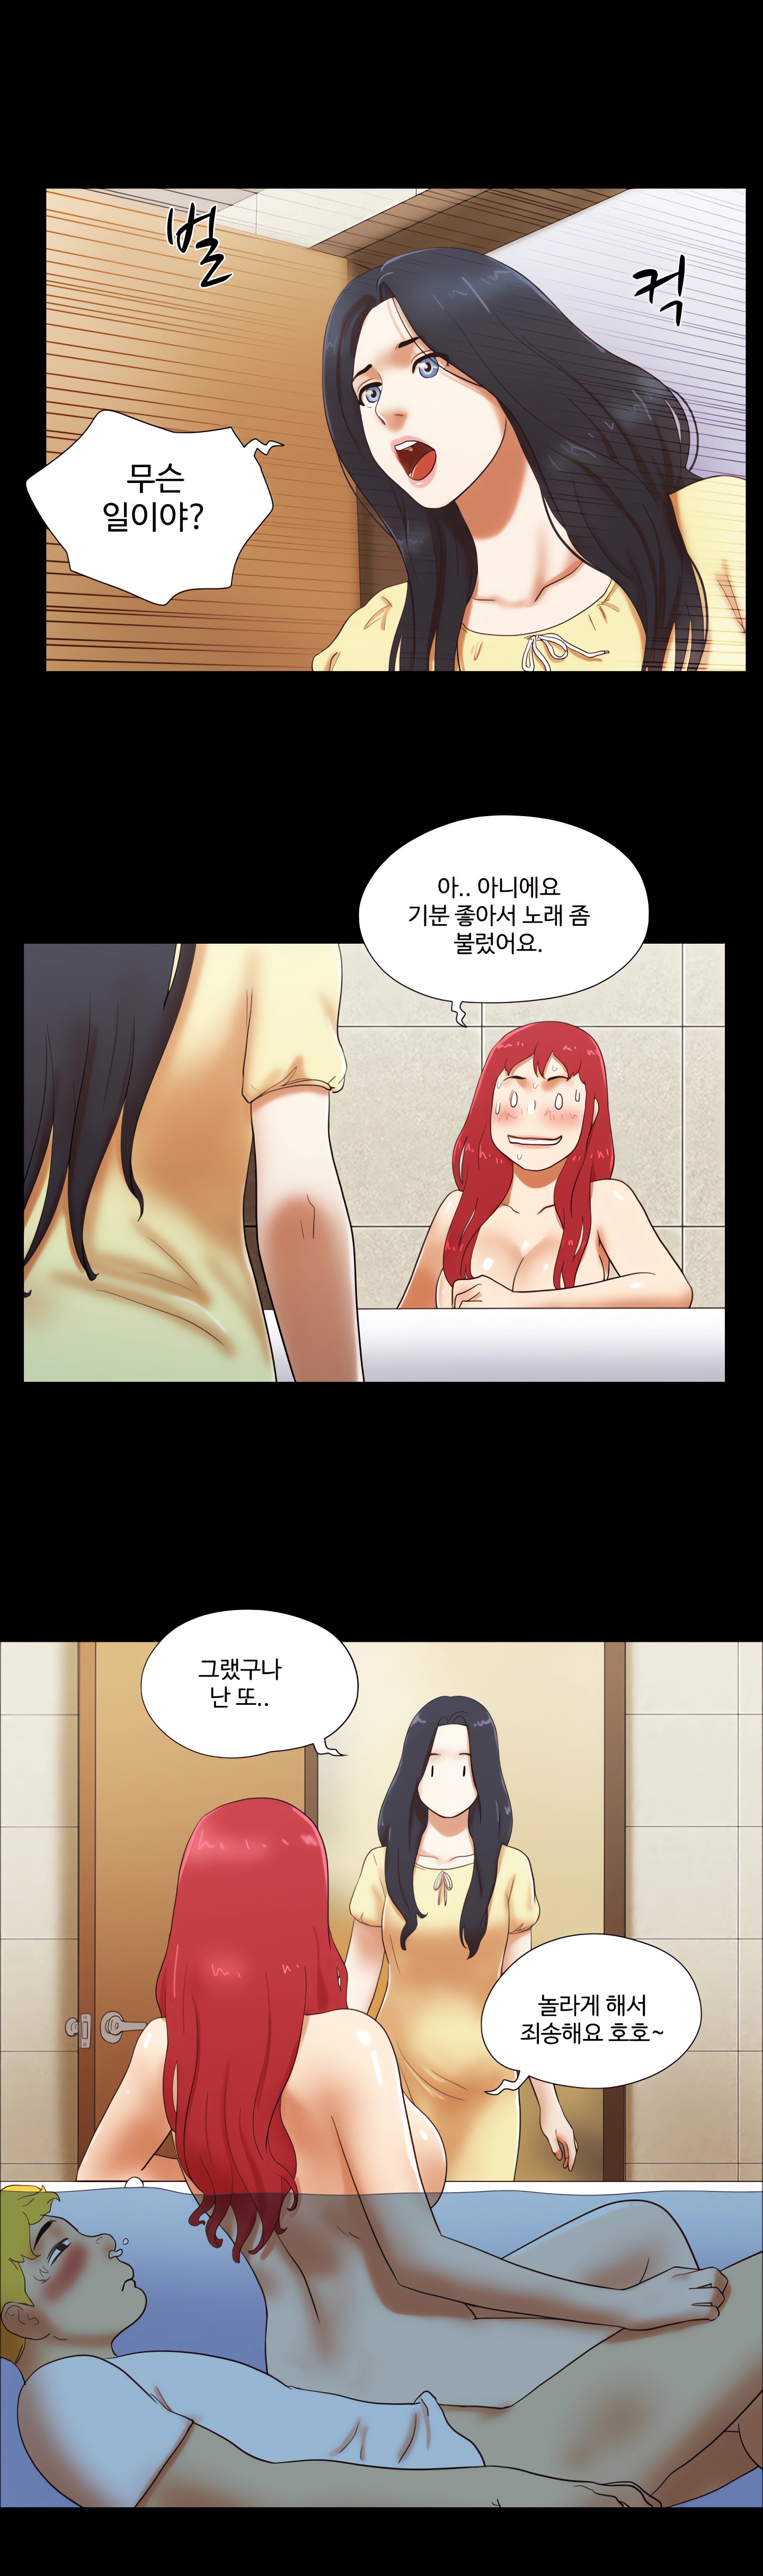 벌
컥
무슨
일이야?
아.. 아니에요
기분 좋아서 노래 좀
불렀어요.
그랬구나
난 또..
놀라게 해서
죄송해요 호호~